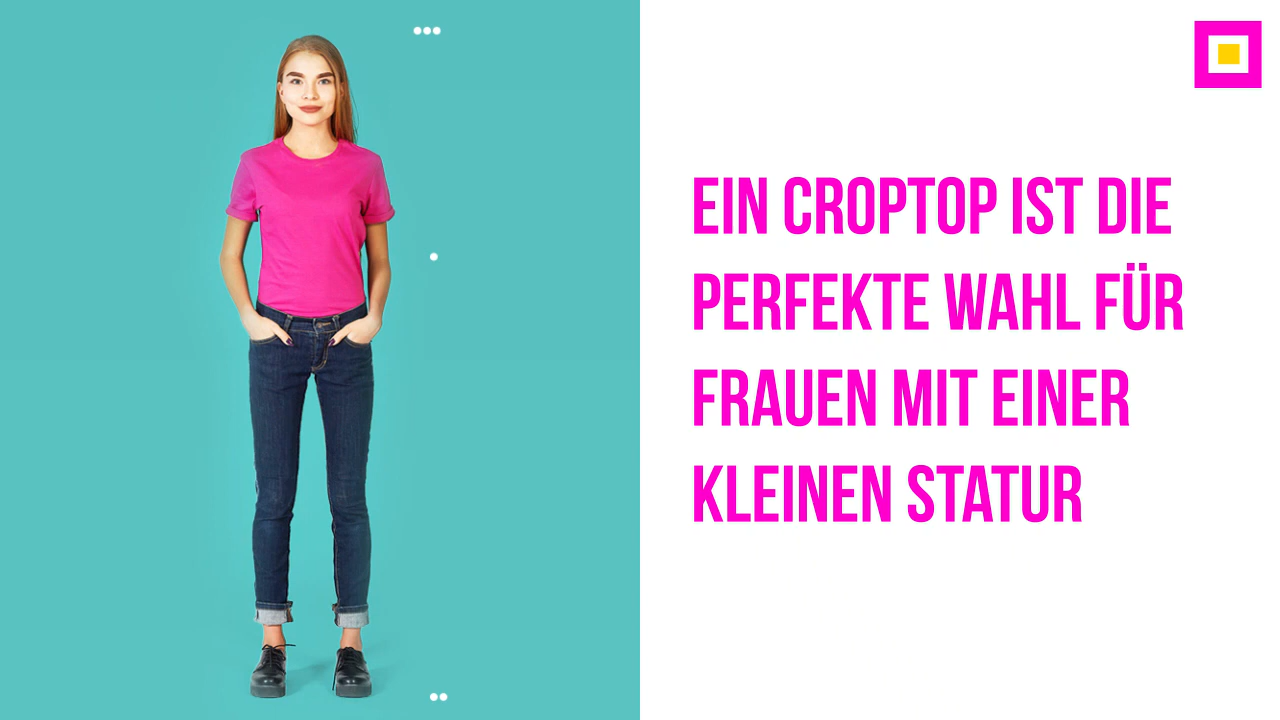 EIN CROPTOP IST DIE
PERFEKTE WAHL FÜR
FRAUEN MIT EINER
KLEINEN STATUR